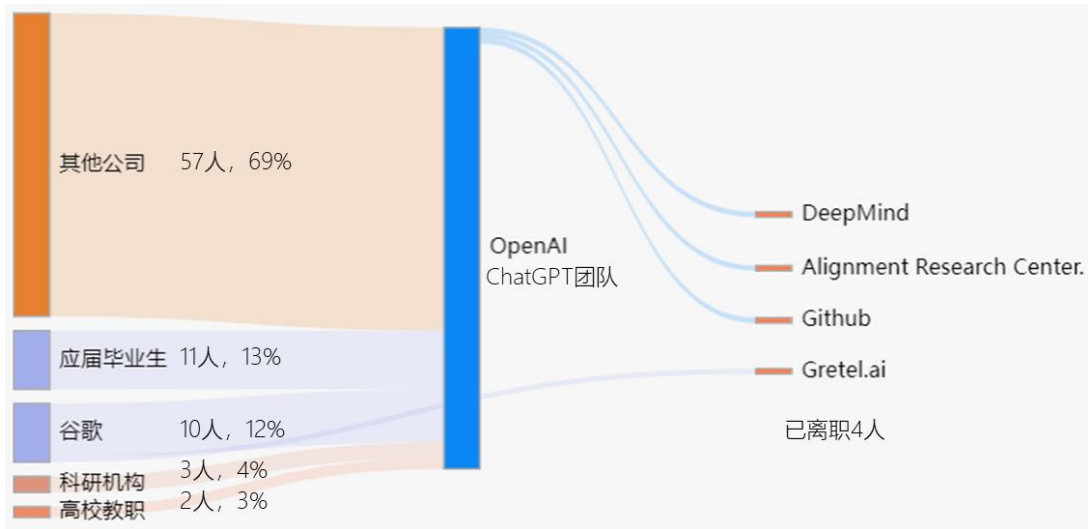 其他公司 57人，69%
OpenAI
ChatGPT团队
应届毕业生 11人，13%
谷歌 10人，12%
科研机构 3人，4%
高校教职 2人，3%
DeepMind
Alignment Research Center.
Github
Gretel.ai
已离职4人